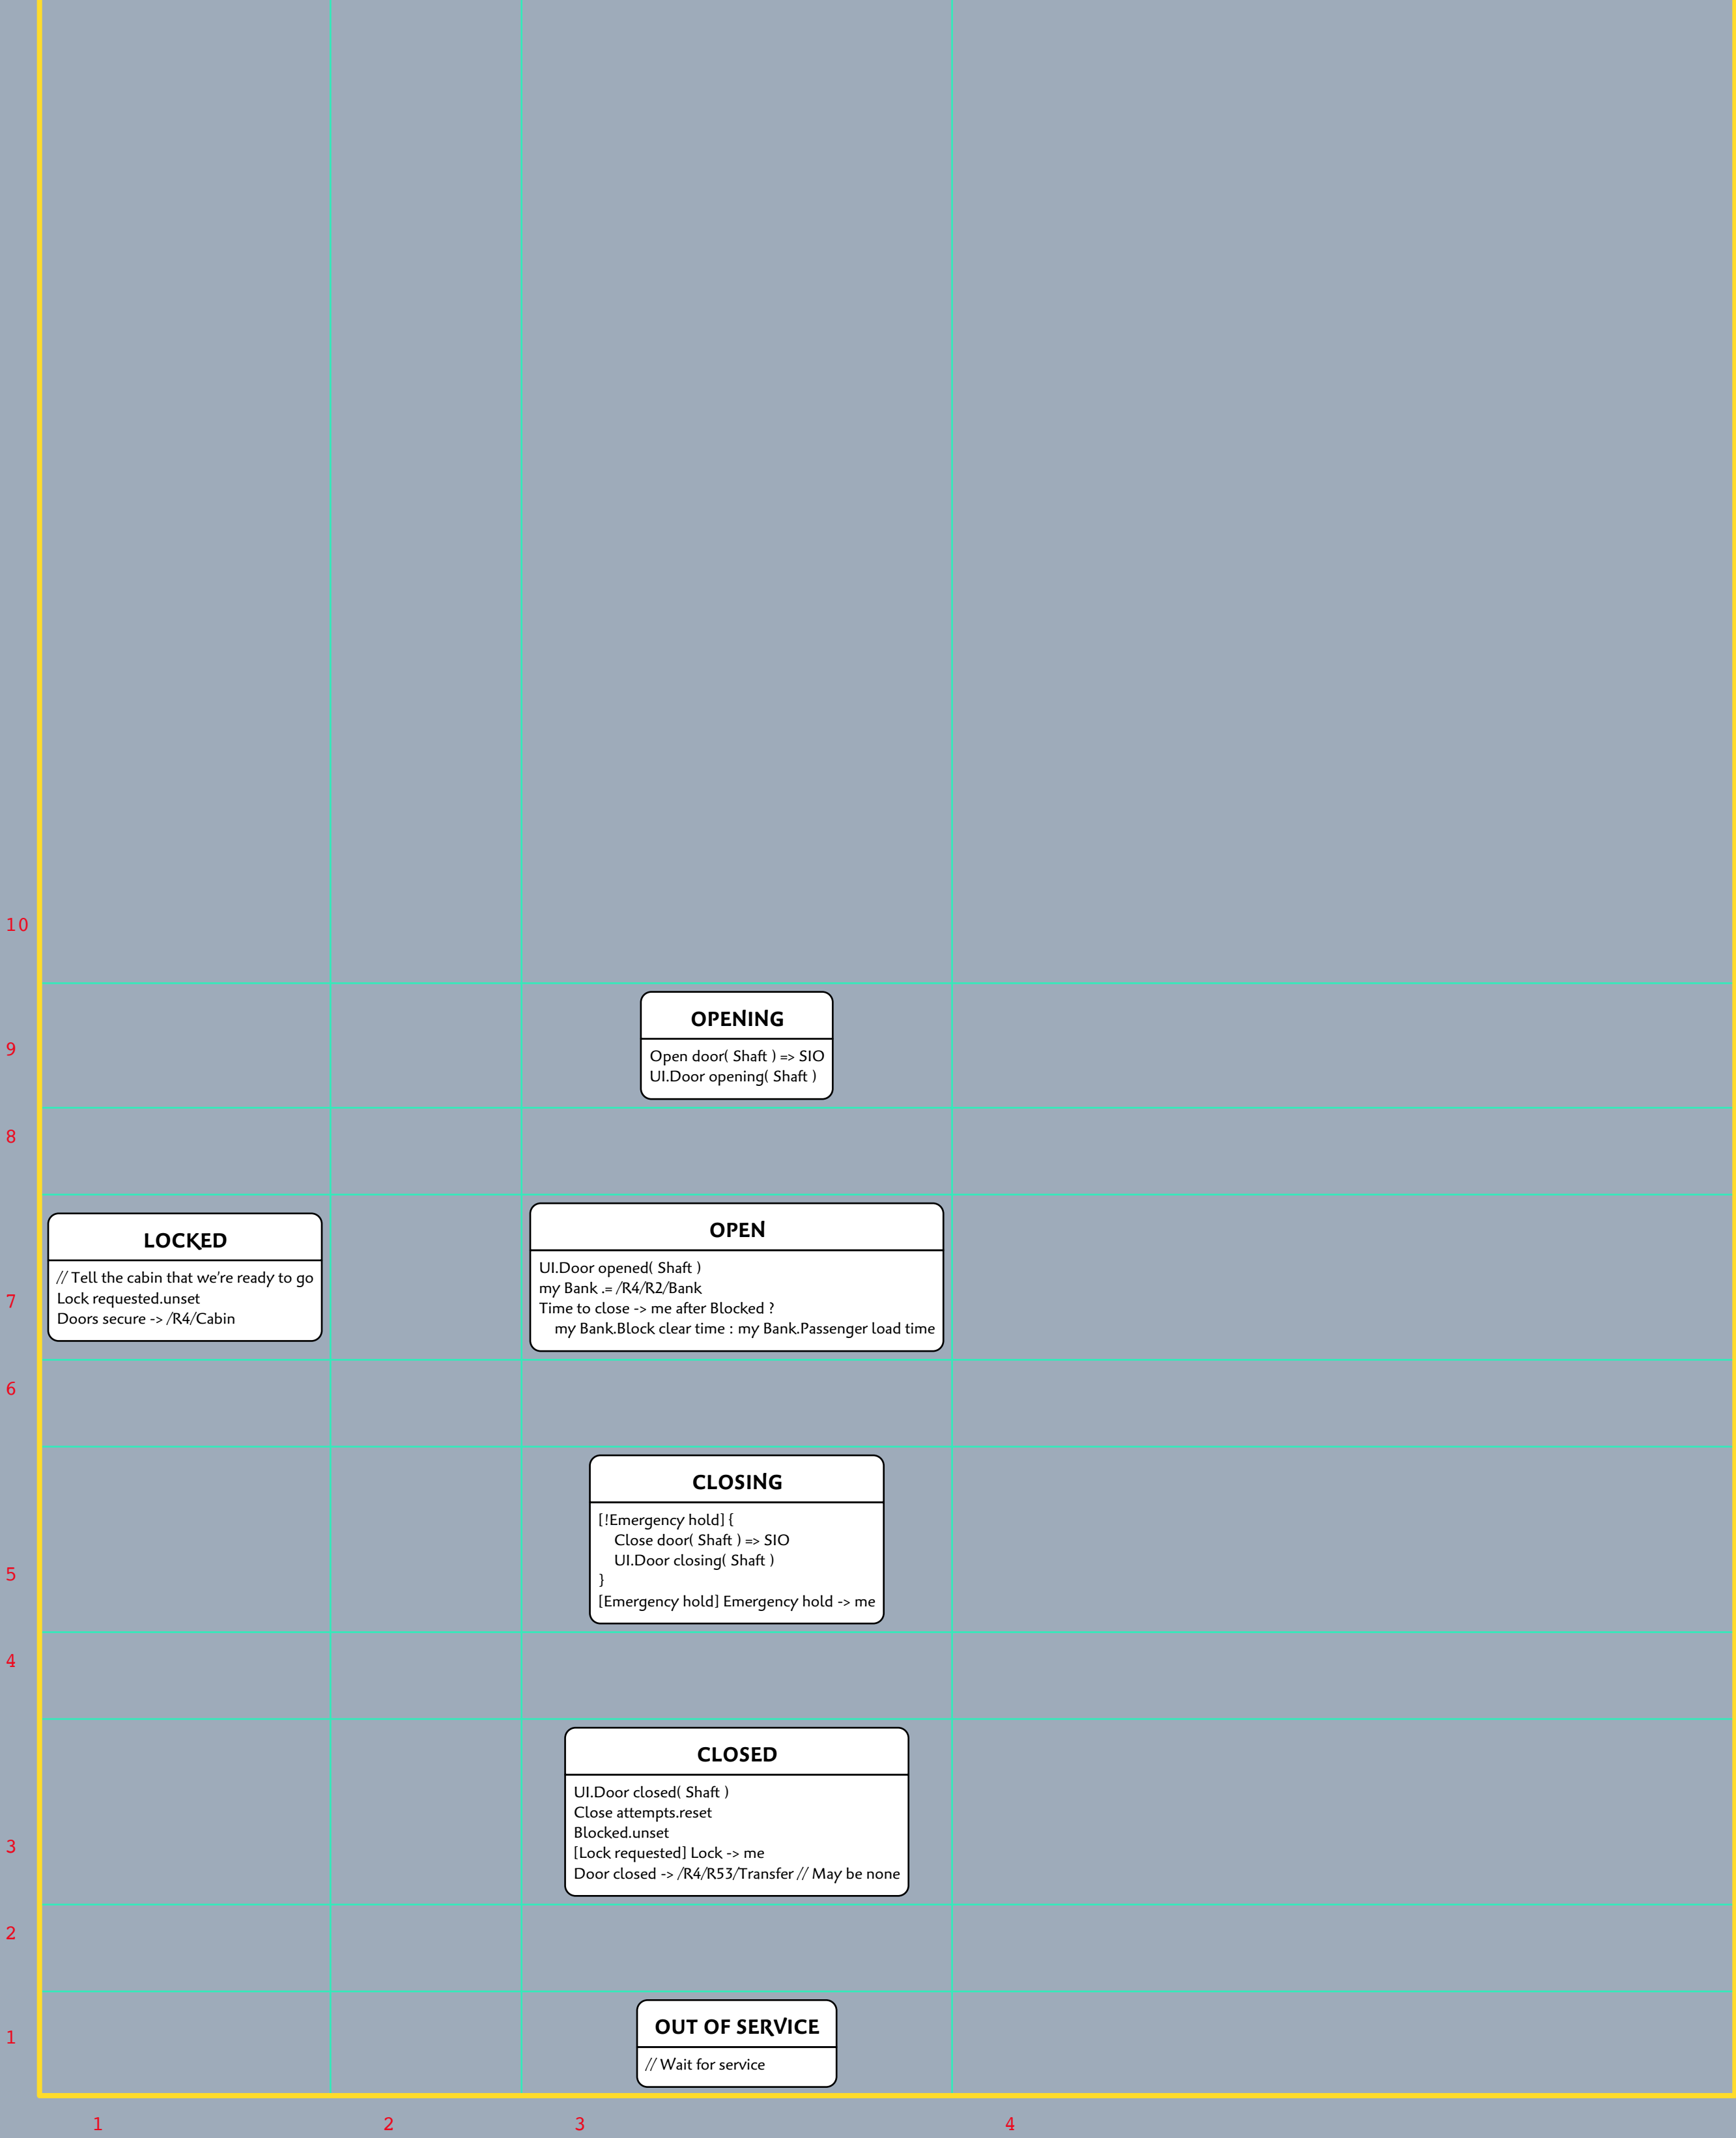 10
OPENING
9
Open door( Shaft ) => SIO
UI.Door opening( Shaft )
8
LOCKED
// Tell the cabin that we're ready to go
Lock requested.unset
Doors secure -> /R4/Cabin
OPEN
UI.Door opened( Shaft )
my Bank .= /R4/R2/Bank
Time to close -> me after Blocked ?
my Bank.Block clear time : my Bank.Passenger load time
7
6
CLOSING
[!Emergency hold] {
Close door( Shaft ) => SIO
UI.Door closing( Shaft )
}
[Emergency hold] Emergency hold -> me
5
4
CLOSED
UI.Door closed( Shaft )
Close attempts.reset
Blocked.unset
[Lock requested] Lock -> me
Door closed -> /R4/R53/Transfer // May be none
3
2
OUT OF SERVICE
// Wait for service
1
1 2 3 4